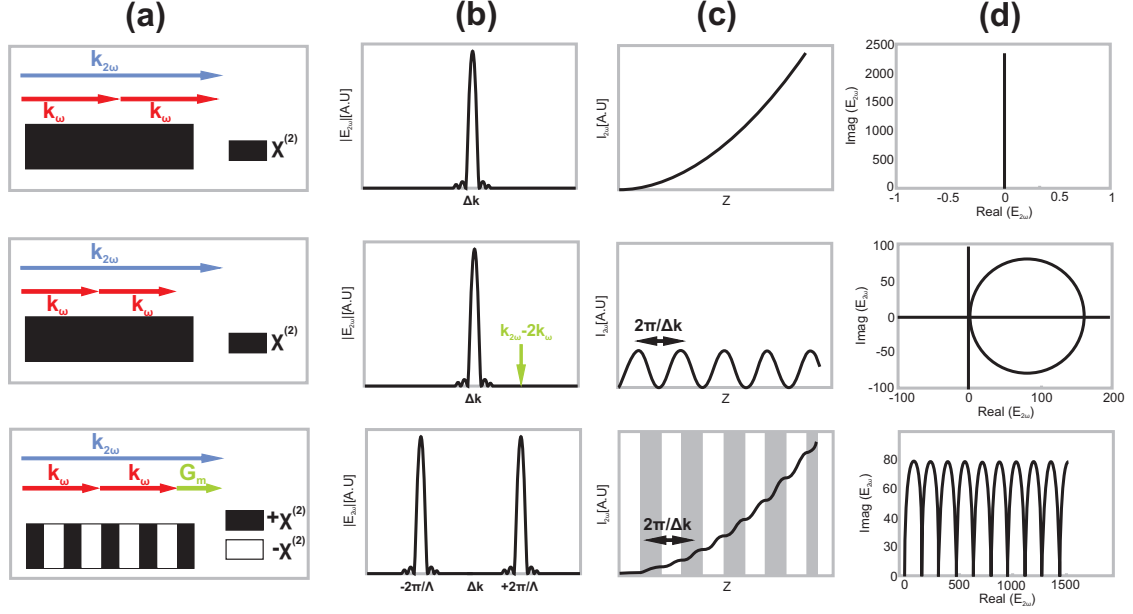 (a) (b) (c) (d)
k2ω
kω kω
χ(2)
|E2ω|[A.U]
Δk
I2ω[A.U]
Z
Imag (E2ω)
2500
2000
1500
1000
500
0
-1 -0.5 0 0.5 1
Real (E2ω)
k2ω
kω kω
χ(2)
|E2ω|[A.U]
k2ω-2kω
Δk
I2ω[A.U]
2π/Δk
Z
Imag (E2ω)
100
50
0
-50
-100
-100 0 100 200
Real (E2ω)
k2ω
kω kω Gm
+χ(2)
-χ(2)
|E2ω|[A.U]
-2π/Λ Δk +2π/Λ
I2ω[A.U]
2π/Δk
Z
Imag (E2ω)
80
60
40
30
0
0 500 1000 1500
Real (E2ω)